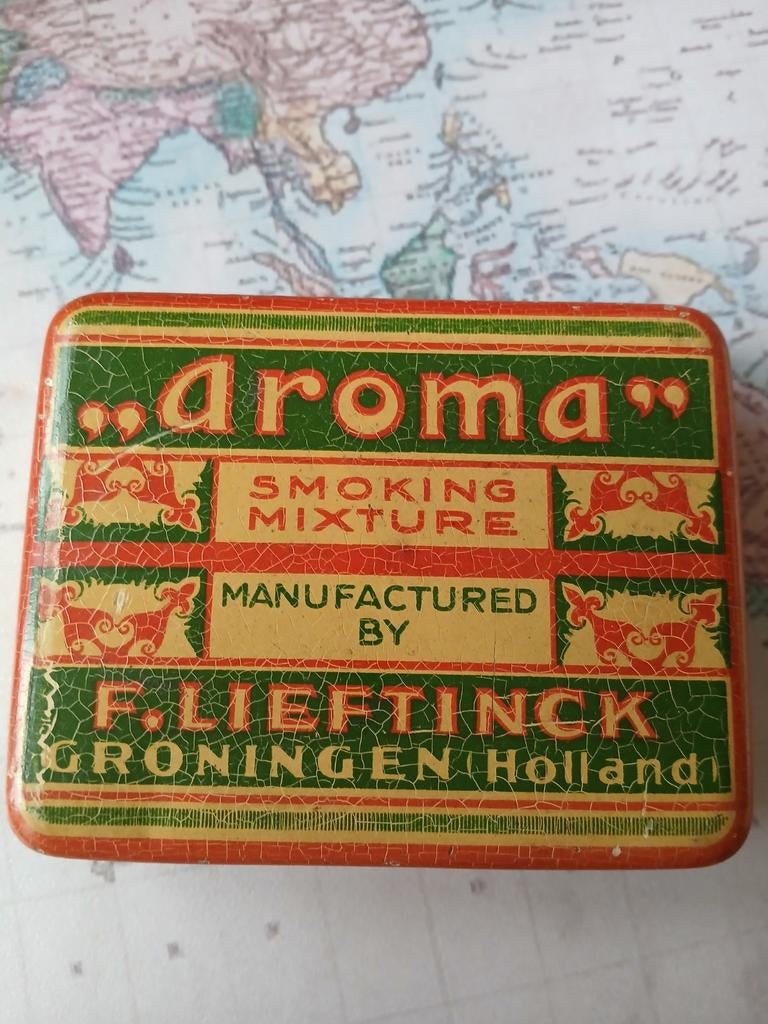 „aroma”
SMOKING
MIXTURE
MANUFACTURED
BY
F. LIEFTINCK
GRONINGEN (Holland)